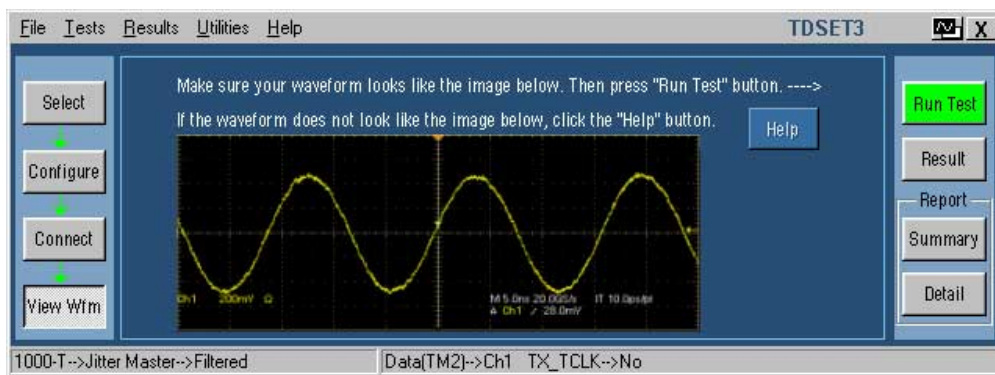 File Tests Results Utilities Help TDSET3 X
Make sure your waveform looks like the image below. Then press "Run Test" button. ---->
If the waveform does not look like the image below, click the "Help" button.
Help
Select
Configure
Connect
View Wfm
Ch1 200mV Ω
M 5.0ns 20.0GS/s IT 10.0ps/pt
A Ch1 / 28.0mV
Run Test
Result
Report
Summary
Detail
1000-T-->Jitter Master-->Filtered Data(TM2)-->Ch1 TX_TCLK-->No